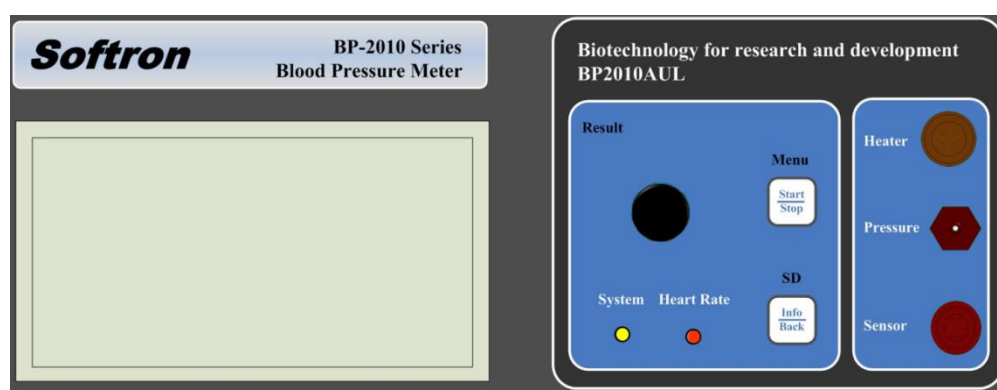 Softron
BP-2010 Series
Blood Pressure Meter
Biotechnology for research and development
BP2010AUL
Result
Menu
Start
Stop
SD
System Heart Rate
Info
Back
Heater
Pressure
Sensor